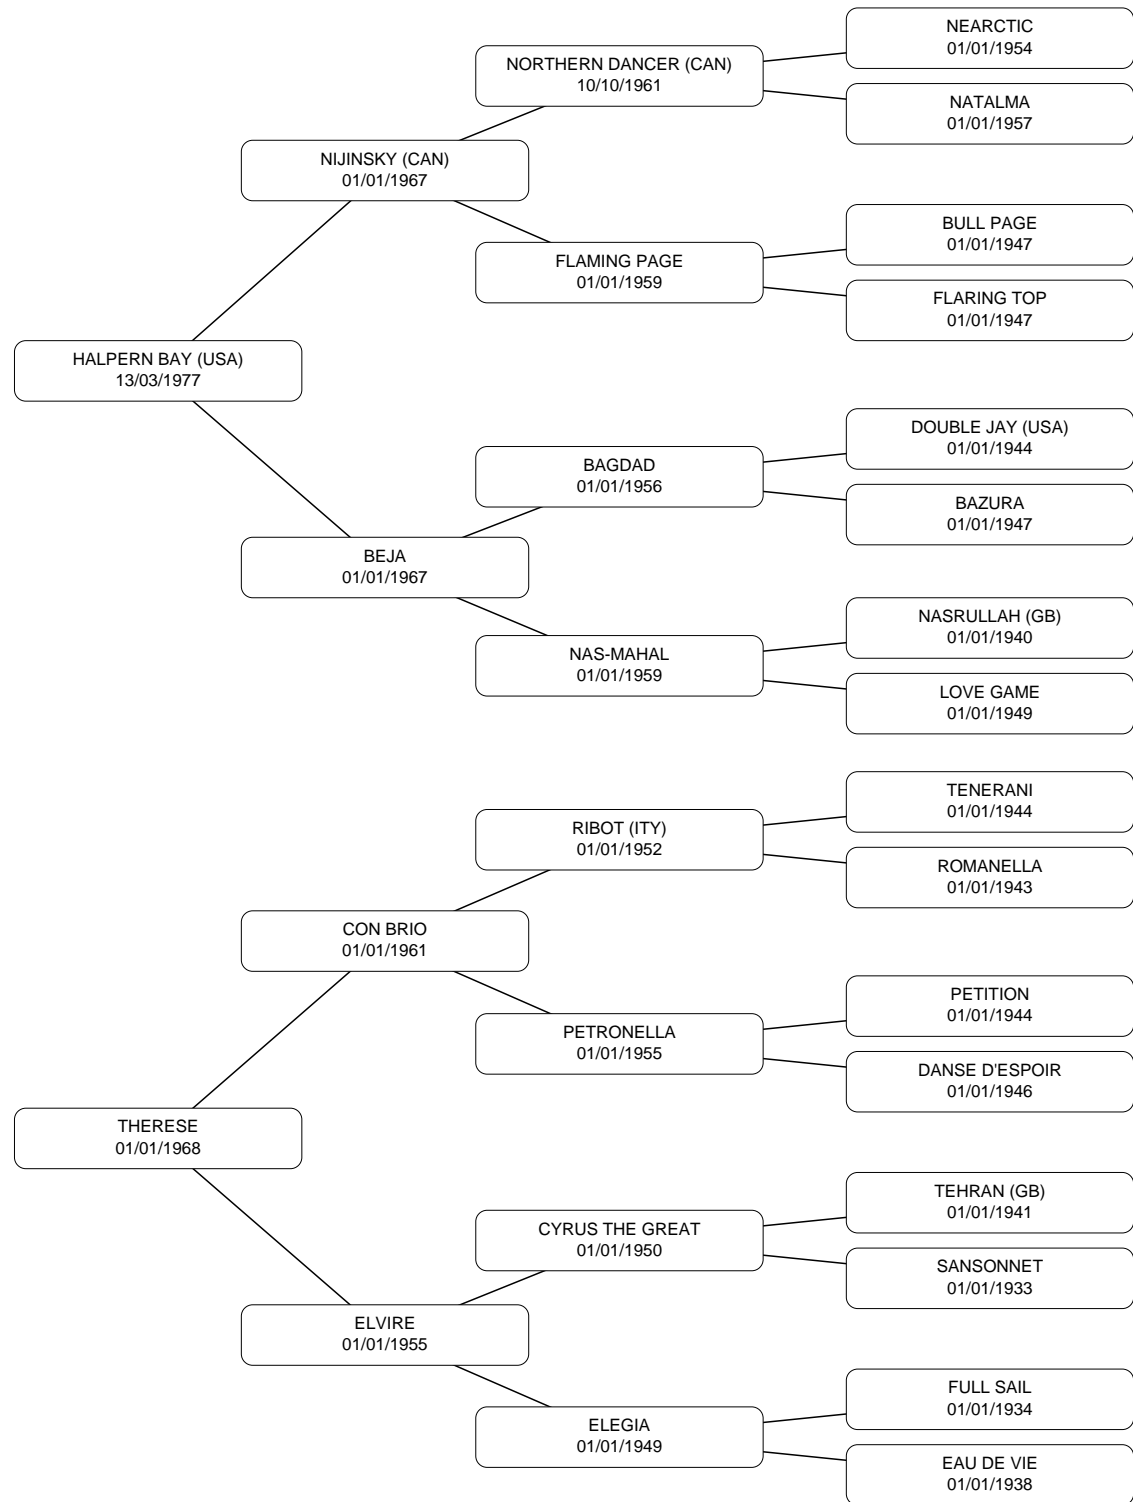 NEARCTIC
01/01/1954
NORTHERN DANCER (CAN)
10/10/1961
NATALMA
01/01/1957
NIJINSKY (CAN)
01/01/1967
BULL PAGE
01/01/1947
FLAMING PAGE
01/01/1959
FLARING TOP
01/01/1947
HALPERN BAY (USA)
13/03/1977
DOUBLE JAY (USA)
01/01/1944
BAGDAD
01/01/1956
BAZURA
01/01/1947
BEJA
01/01/1967
NASRULLAH (GB)
01/01/1940
NAS-MAHAL
01/01/1959
LOVE GAME
01/01/1949
TENERANI
01/01/1944
RIBOT (ITY)
01/01/1952
ROMANELLA
01/01/1943
CON BRIO
01/01/1961
PETITION
01/01/1944
PETRONELLA
01/01/1955
DANSE D'ESPOIR
01/01/1946
THERESE
01/01/1968
TEHRAN (GB)
01/01/1941
CYRUS THE GREAT
01/01/1950
SANSONNET
01/01/1933
ELVIRE
01/01/1955
FULL SAIL
01/01/1934
ELEGIA
01/01/1949
EAU DE VIE
01/01/1938